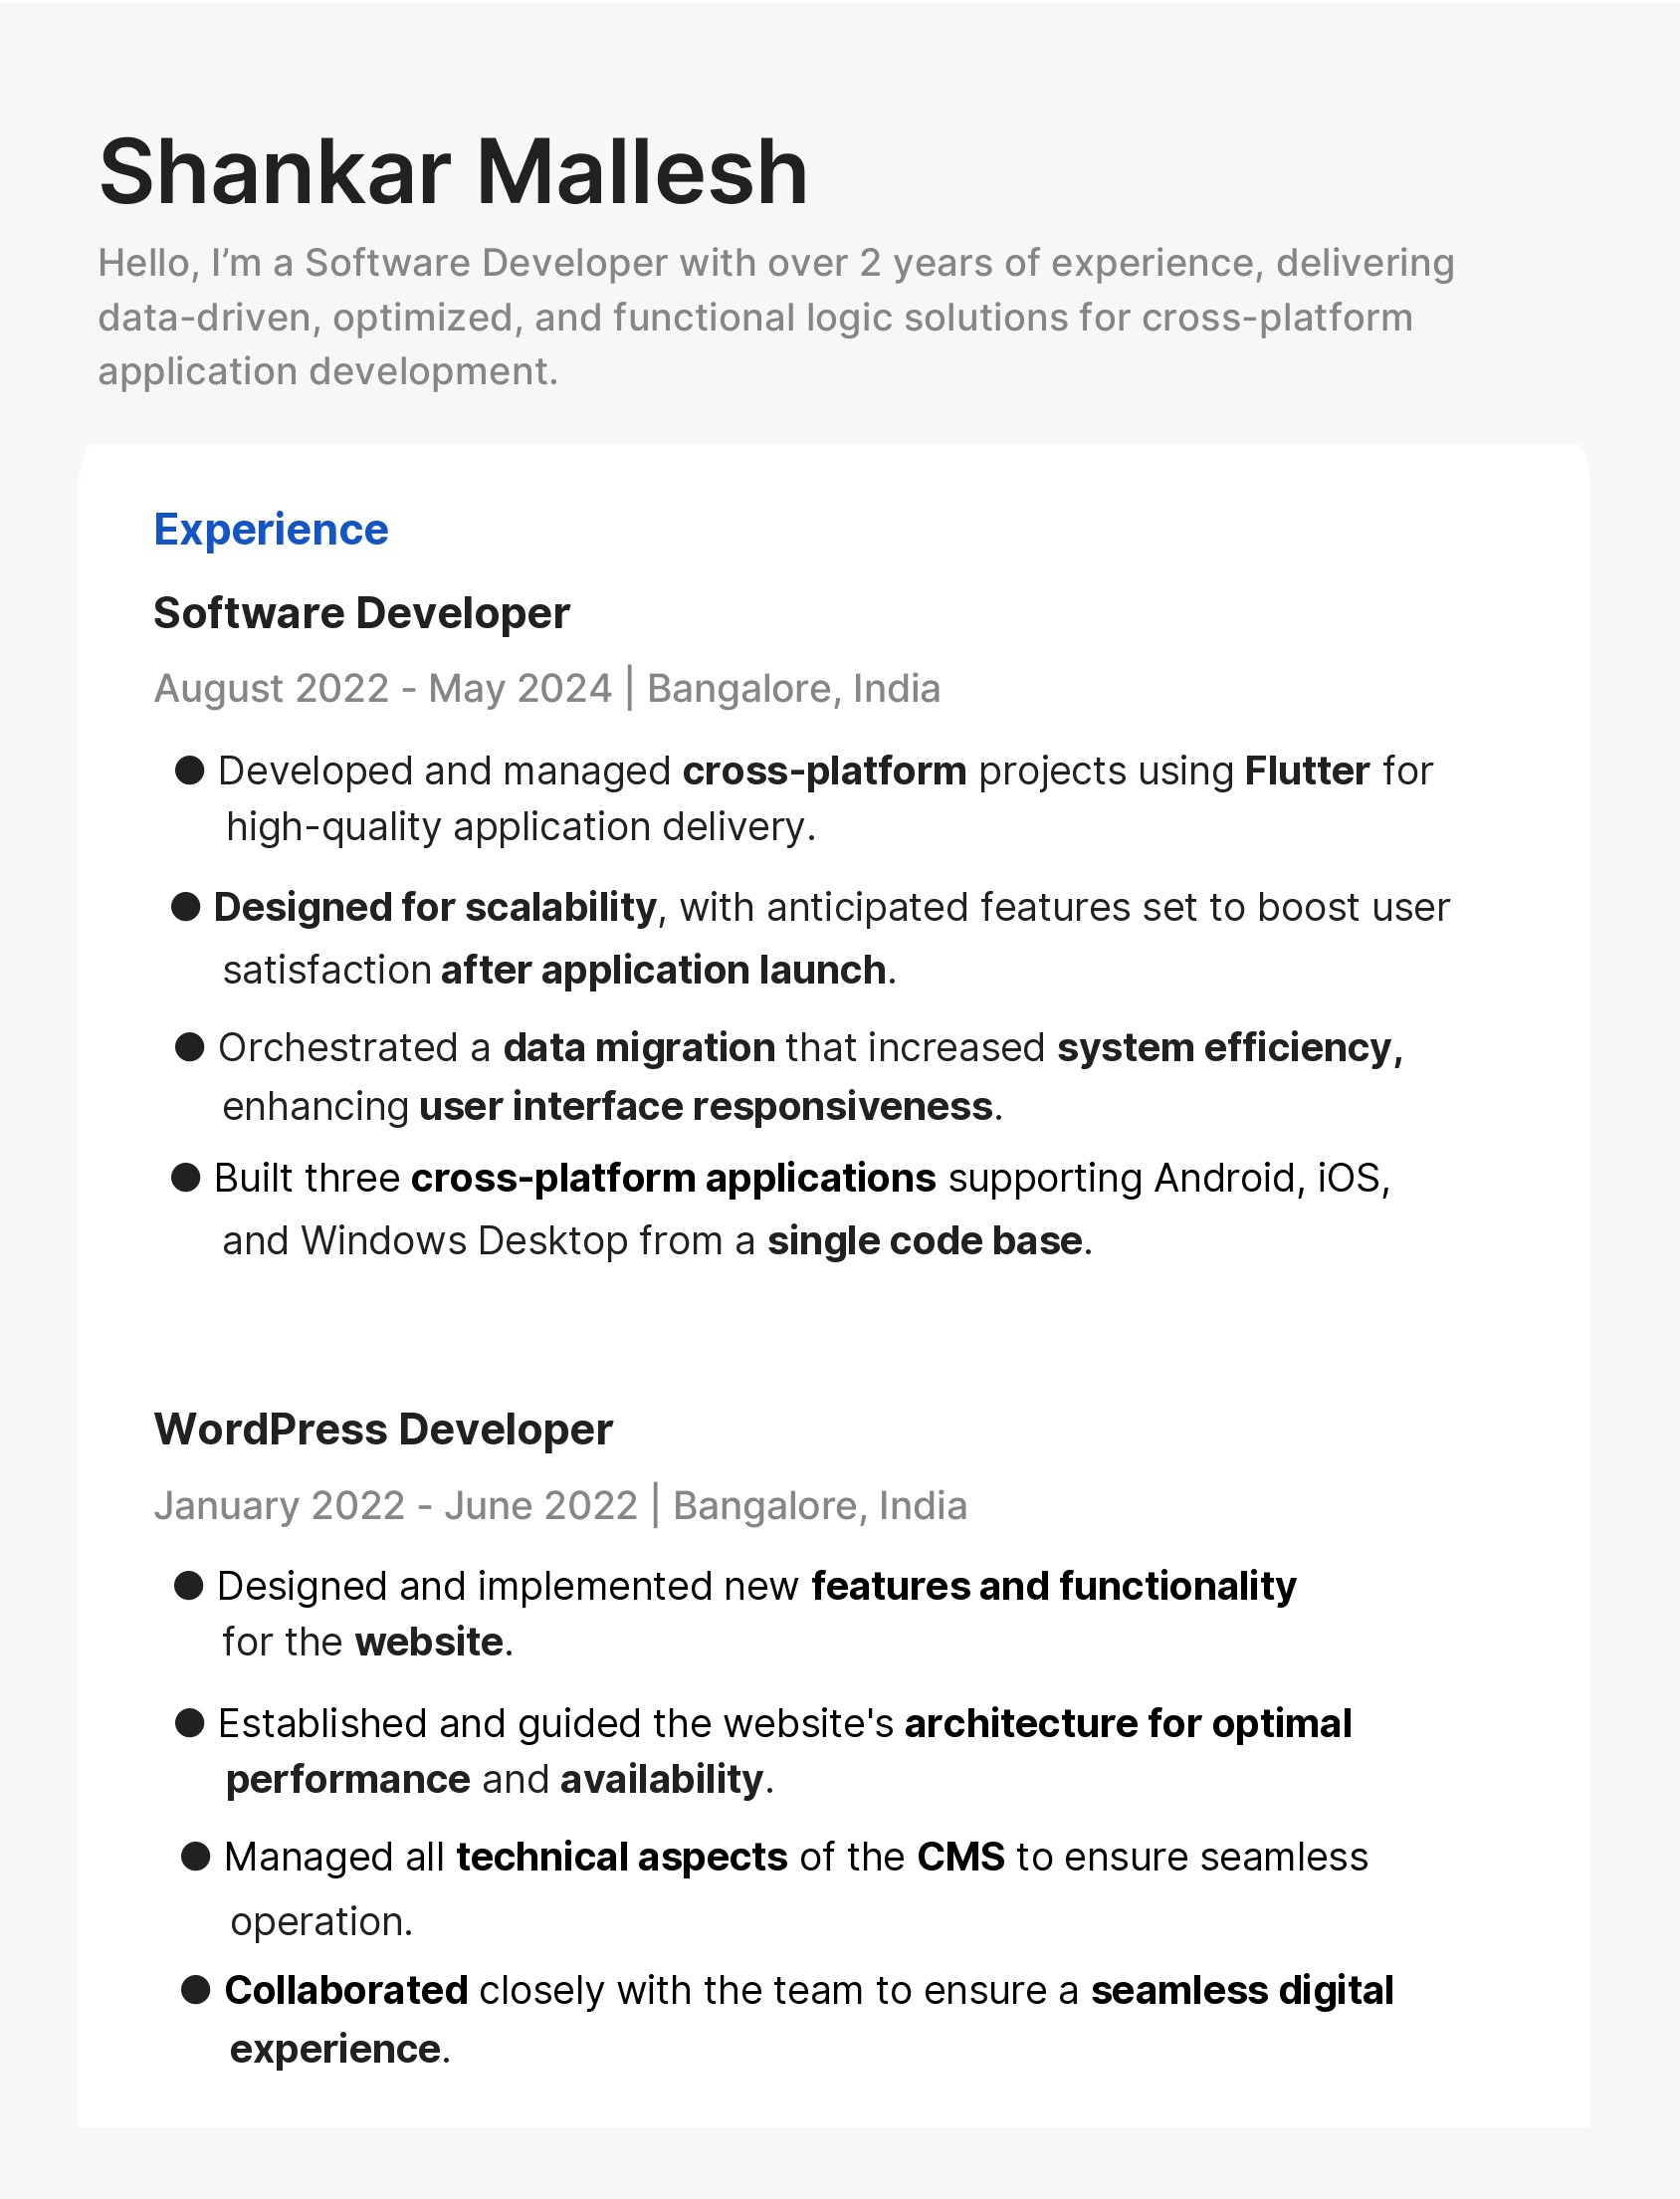 Shankar Mallesh
Hello, I’m a Software Developer with over 2 years of experience, delivering
data-driven, optimized, and functional logic solutions for cross-platform
application development.
Experience
Software Developer
August 2022 - May 2024 | Bangalore, India
● Developed and managed cross-platform projects using Flutter for
high-quality application delivery.
● Designed for scalability, with anticipated features set to boost user
satisfaction after application launch.
● Orchestrated a data migration that increased system efficiency,
enhancing user interface responsiveness.
● Built three cross-platform applications supporting Android, iOS,
and Windows Desktop from a single code base.
WordPress Developer
January 2022 - June 2022 | Bangalore, India
● Designed and implemented new features and functionality
for the website.
● Established and guided the website's architecture for optimal
performance and availability.
● Managed all technical aspects of the CMS to ensure seamless
operation.
● Collaborated closely with the team to ensure a seamless digital
experience.